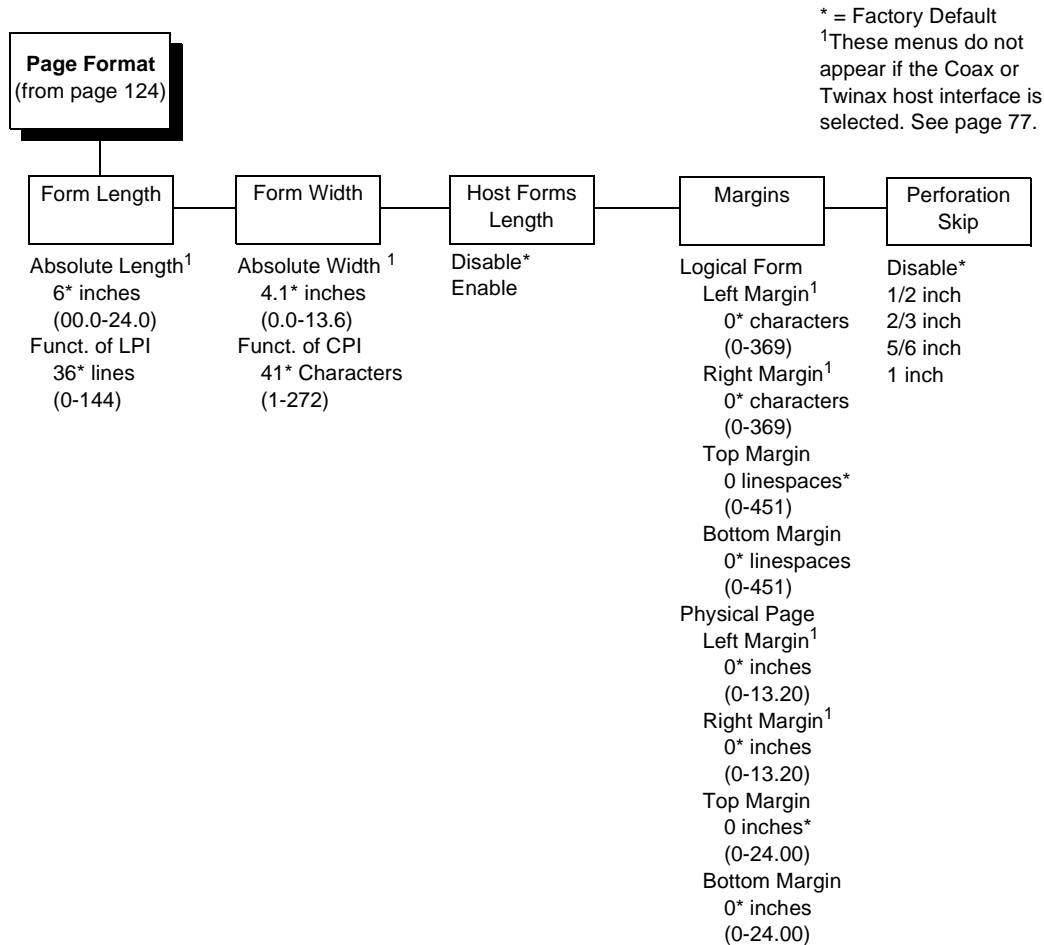 * = Factory Default
¹These menus do not
appear if the Coax or
Twinax host interface is
selected. See page 77.
Page Format
(from page 124)
Form Length
Absolute Length¹
6* inches
(00.0-24.0)
Funct. of LPI
36* lines
(0-144)
Form Width
Absolute Width ¹
4.1* inches
(0.0-13.6)
Funct. of CPI
41* Characters
(1-272)
Host Forms
Length
Disable*
Enable
Margins
Logical Form
Left Margin¹
0* characters
(0-369)
Right Margin¹
0* characters
(0-369)
Top Margin
0 linespaces*
(0-451)
Bottom Margin
0* linespaces
(0-451)
Physical Page
Left Margin¹
0* inches
(0-13.20)
Right Margin¹
0* inches
(0-13.20)
Top Margin
0 inches*
(0-24.00)
Bottom Margin
0* inches
(0-24.00)
Perforation
Skip
Disable*
1/2 inch
2/3 inch
5/6 inch
1 inch